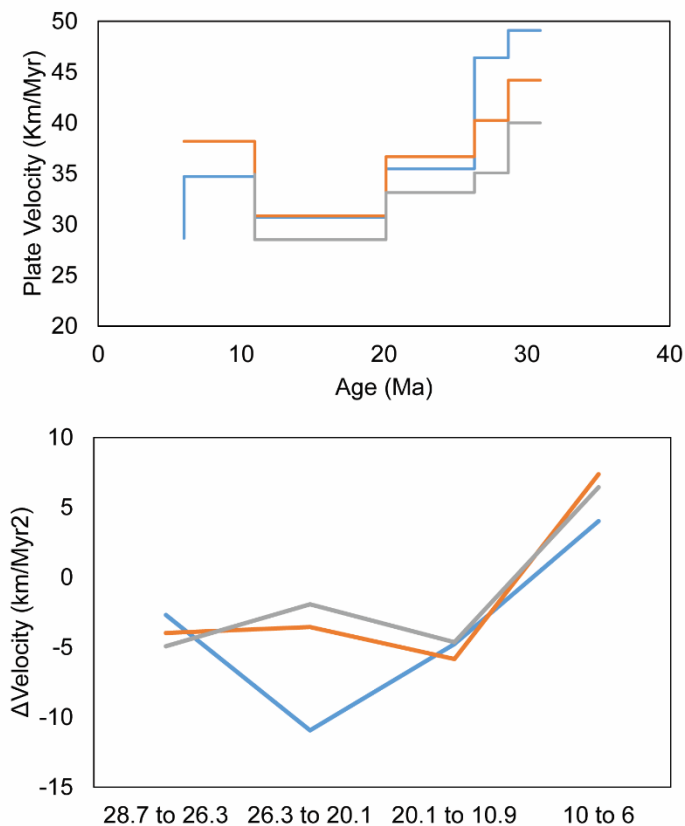 50
45
40
35
30
25
20
Plate Velocity (Km/Myr)
0 10 20 30 40
Age (Ma)
10
5
0
-5
-10
-15
ΔVelocity (km/Myr2)
28.7 to 26.3 26.3 to 20.1 20.1 to 10.9 10 to 6